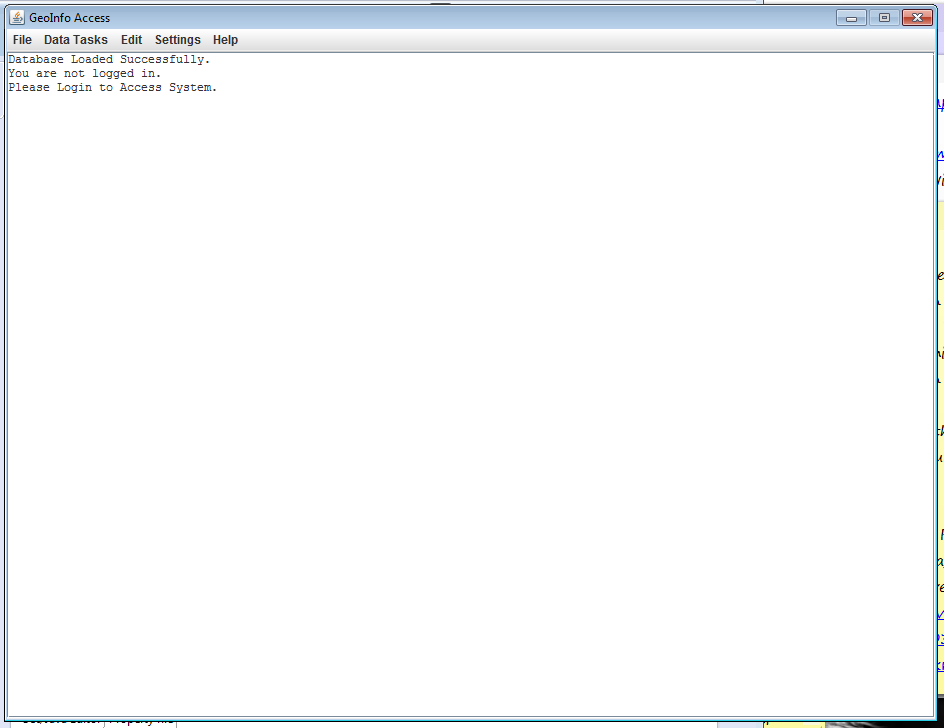 GeoInfo Access
File Data Tasks Edit Settings Help
Database Loaded Successfully.
You are not logged in.
Please Login to Access System.